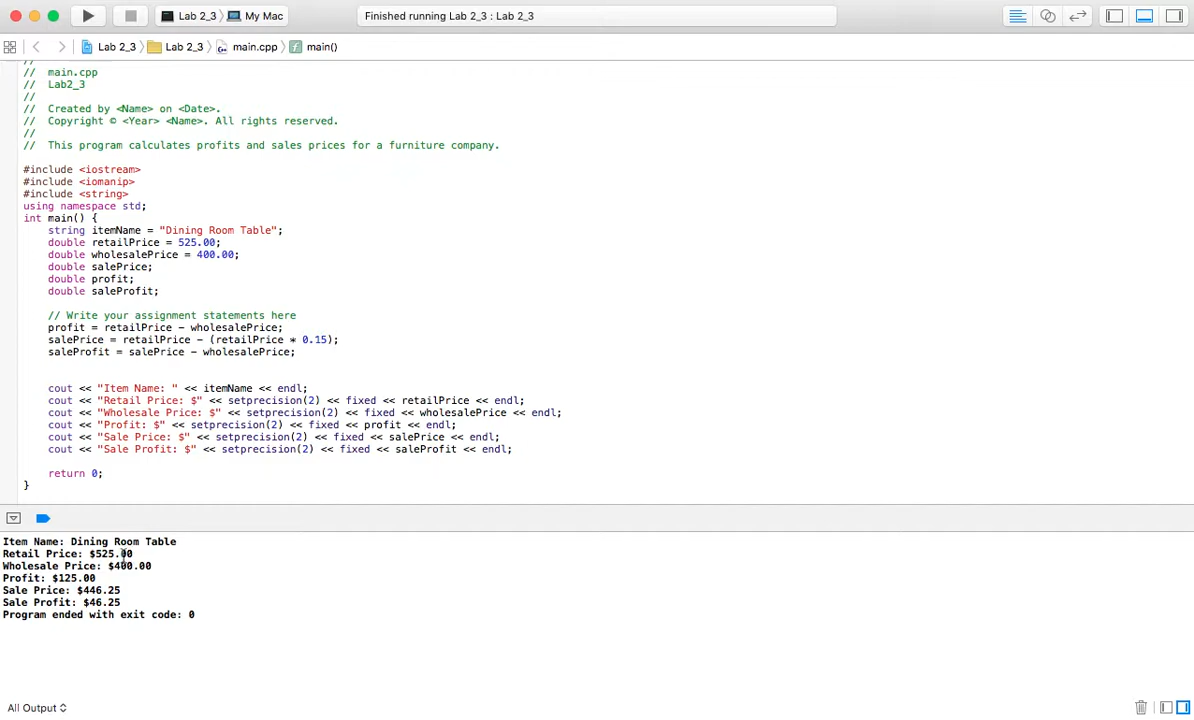 Lab 2_3 My Mac Finished running Lab 2_3 : Lab 2_3
Lab 2_3 Lab 2_3 main.cpp main()
//
//  main.cpp
//  Lab2_3
//
//  Created by <Name> on <Date>.
//  Copyright © <Year> <Name>. All rights reserved.
//
//  This program calculates profits and sales prices for a furniture company.
#include <iostream>
#include <iomanip>
#include <string>
using namespace std;
int main() {
    string itemName = "Dining Room Table";
    double retailPrice = 525.00;
    double wholesalePrice = 400.00;
    double salePrice;
    double profit;
    double saleProfit;
    // Write your assignment statements here
    profit = retailPrice - wholesalePrice;
    salePrice = retailPrice - (retailPrice * 0.15);
    saleProfit = salePrice - wholesalePrice;
    cout << "Item Name: " << itemName << endl;
    cout << "Retail Price: $" << setprecision(2) << fixed << retailPrice << endl;
    cout << "Wholesale Price: $" << setprecision(2) << fixed << wholesalePrice << endl;
    cout << "Profit: $" << setprecision(2) << fixed << profit << endl;
    cout << "Sale Price: $" << setprecision(2) << fixed << salePrice << endl;
    cout << "Sale Profit: $" << setprecision(2) << fixed << saleProfit << endl;
    return 0;
}
Item Name: Dining Room Table
Retail Price: $525.00
Wholesale Price: $400.00
Profit: $125.00
Sale Price: $446.25
Sale Profit: $46.25
Program ended with exit code: 0
All Output